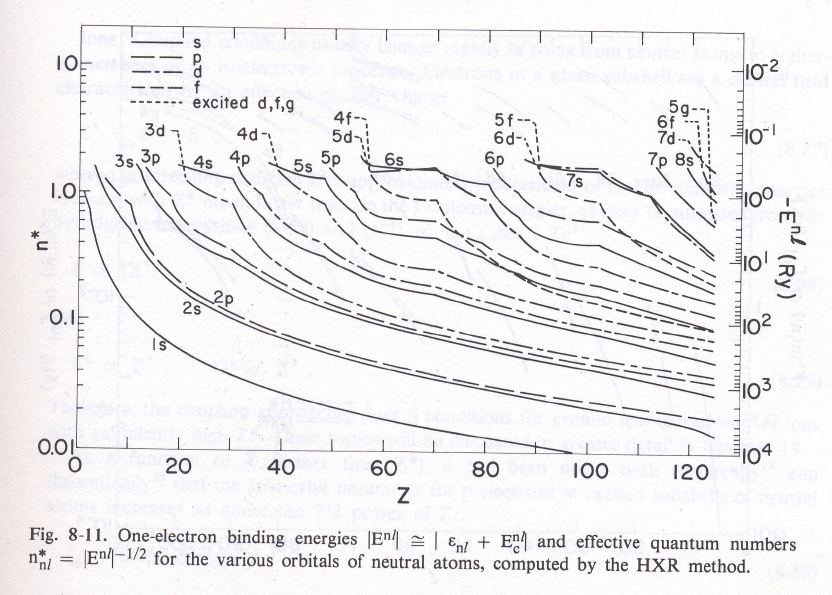 s
p
d
f
excited d,f,g
10
1.0
0.1
0.01
n*
10⁻²
10⁻¹
10⁰
10¹
10²
10³
10⁴
Eⁿˡ (Ry)
3d
4d
4f
5d
5f
6d
5g
6f
7d
3s 3p 4s 4p 5s 5p 6s 6p 7s 7p 8s
2p
2s
1s
0 20 40 60 80 100 120
Z
Fig. 8-11. One-electron binding energies |Eⁿˡ| ≅ | εₙₗ + E_c^{nl}| and effective quantum numbers
n*ₙₗ = |Eⁿˡ|⁻¹/² for the various orbitals of neutral atoms, computed by the HXR method.